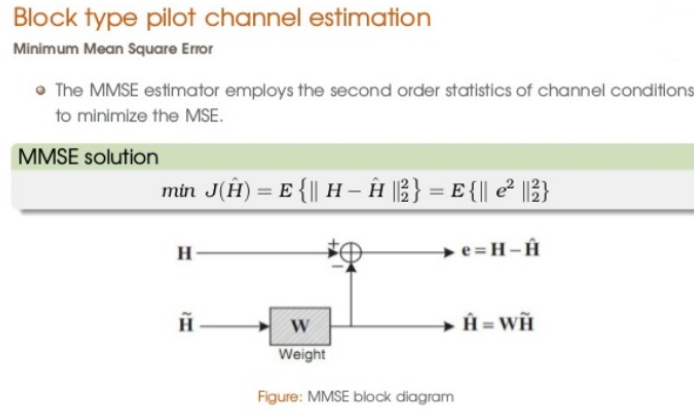 Block type pilot channel estimation
Minimum Mean Square Error
The MMSE estimator employs the second order statistics of channel conditions
to minimize the MSE.
MMSE solution
min J(Ĥ) = E {‖ H − Ĥ ‖₂²} = E {‖ e² ‖₂²}
H + − e = H − Ĥ
H̃ W Ĥ = WH̃
Weight
Figure: MMSE block diagram